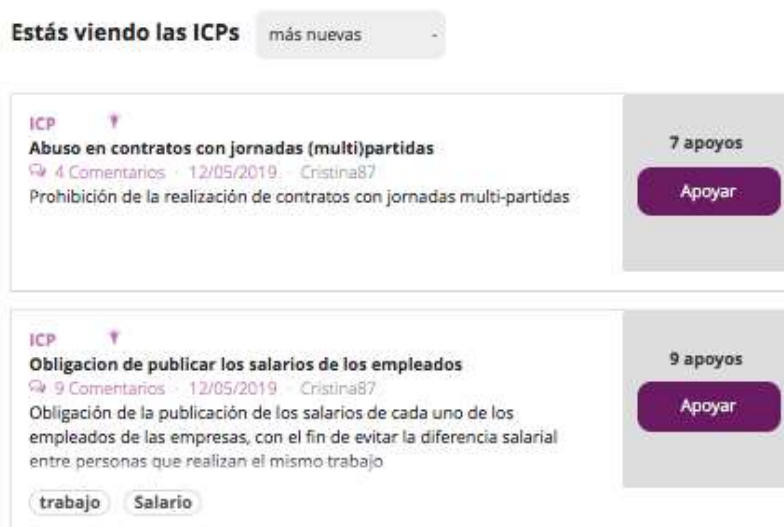 Estás viendo las ICPs más nuevas -
ICP
Abuso en contratos con jornadas (multi)partidas
4 Comentarios · 12/05/2019 · Cristina87
Prohibición de la realización de contratos con jornadas multi-partidas
7 apoyos
Apoyar
ICP
Obligacion de publicar los salarios de los empleados
9 Comentarios · 12/05/2019 · Cristina87
Obligación de la publicación de los salarios de cada uno de los
empleados de las empresas, con el fin de evitar la diferencia salarial
entre personas que realizan el mismo trabajo
trabajo Salario
9 apoyos
Apoyar